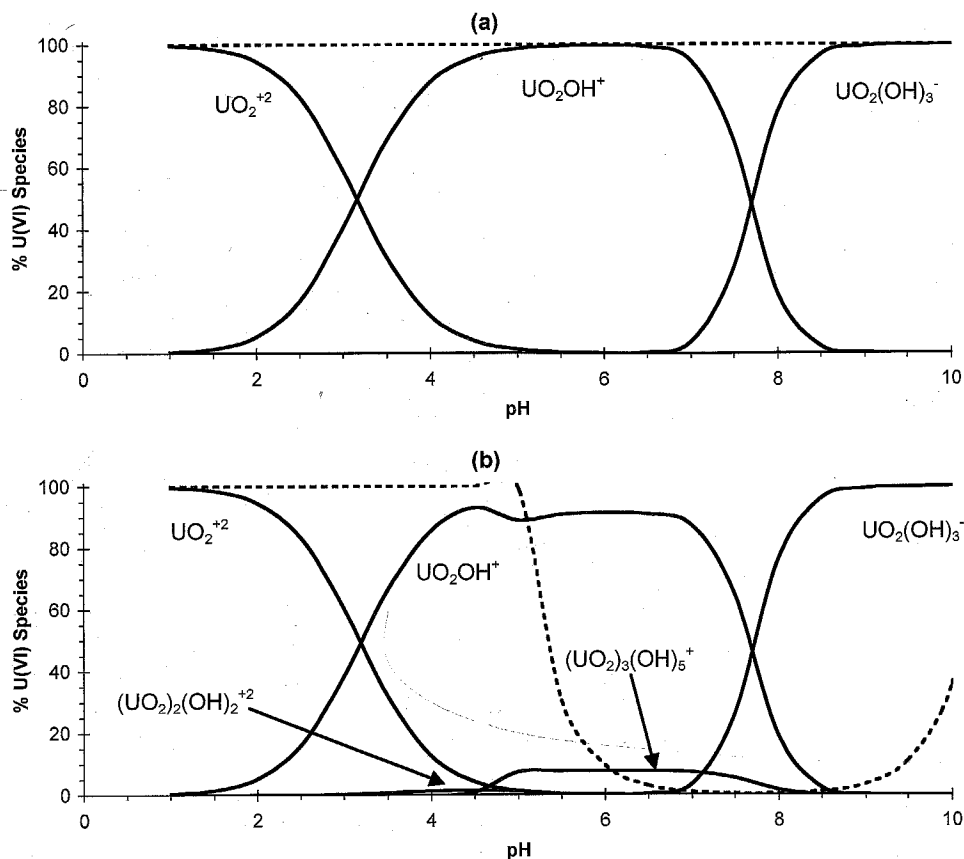 (a)
% U(VI) Species
100
80
60
40
20
0
UO₂⁺²
UO₂OH⁺
UO₂(OH)₃⁻
0 2 4 6 8 10
pH
(b)
% U(VI) Species
100
80
60
40
20
0
UO₂⁺²
UO₂OH⁺
UO₂(OH)₃⁻
(UO₂)₂(OH)₂⁺²
(UO₂)₃(OH)₅⁺
0 2 4 6 8 10
pH